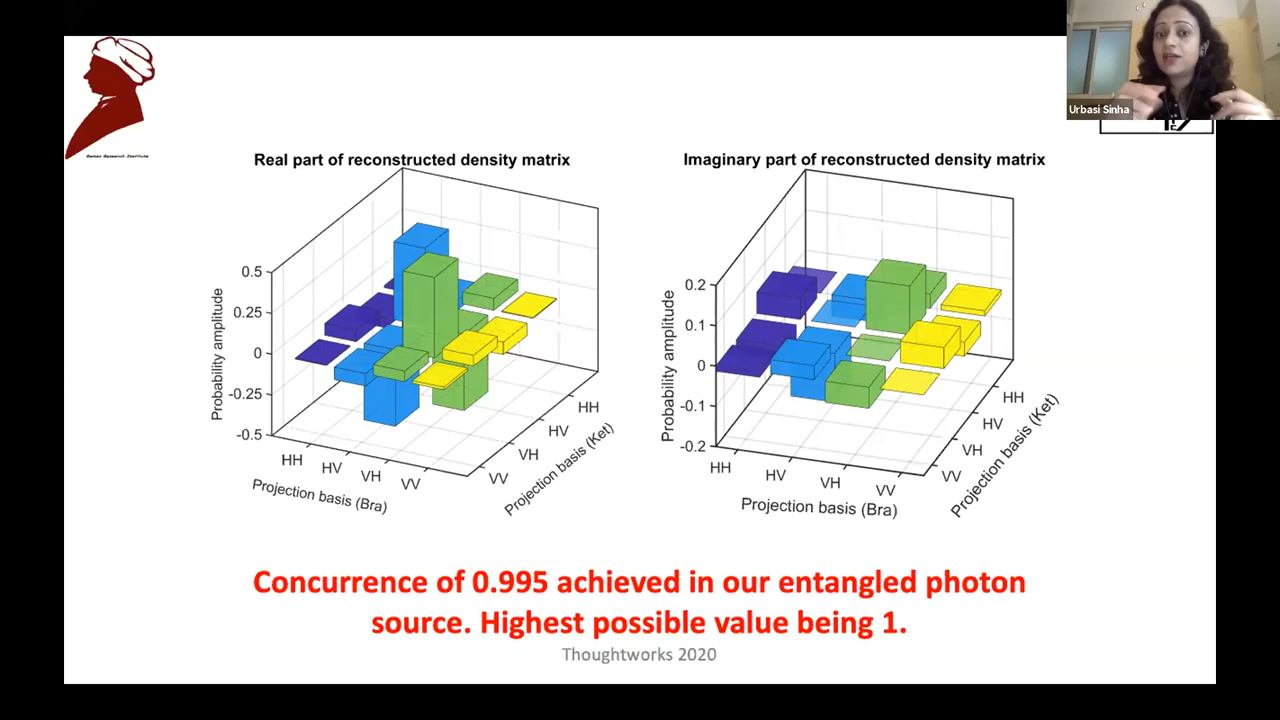 Urbasi Sinha
Raman Research Institute
Real part of reconstructed density matrix
0.5
0.25
0
-0.25
-0.5
Probability amplitude
HH
HV
VH
VV
Projection basis (Bra)
VV
VH
HV
HH
Projection basis (Ket)
Imaginary part of reconstructed density matrix
0.2
0.1
0
-0.1
-0.2
Probability amplitude
HH
HV
VH
VV
Projection basis (Bra)
VV
VH
HV
HH
Projection basis (Ket)
Concurrence of 0.995 achieved in our entangled photon
source. Highest possible value being 1.
Thoughtworks 2020